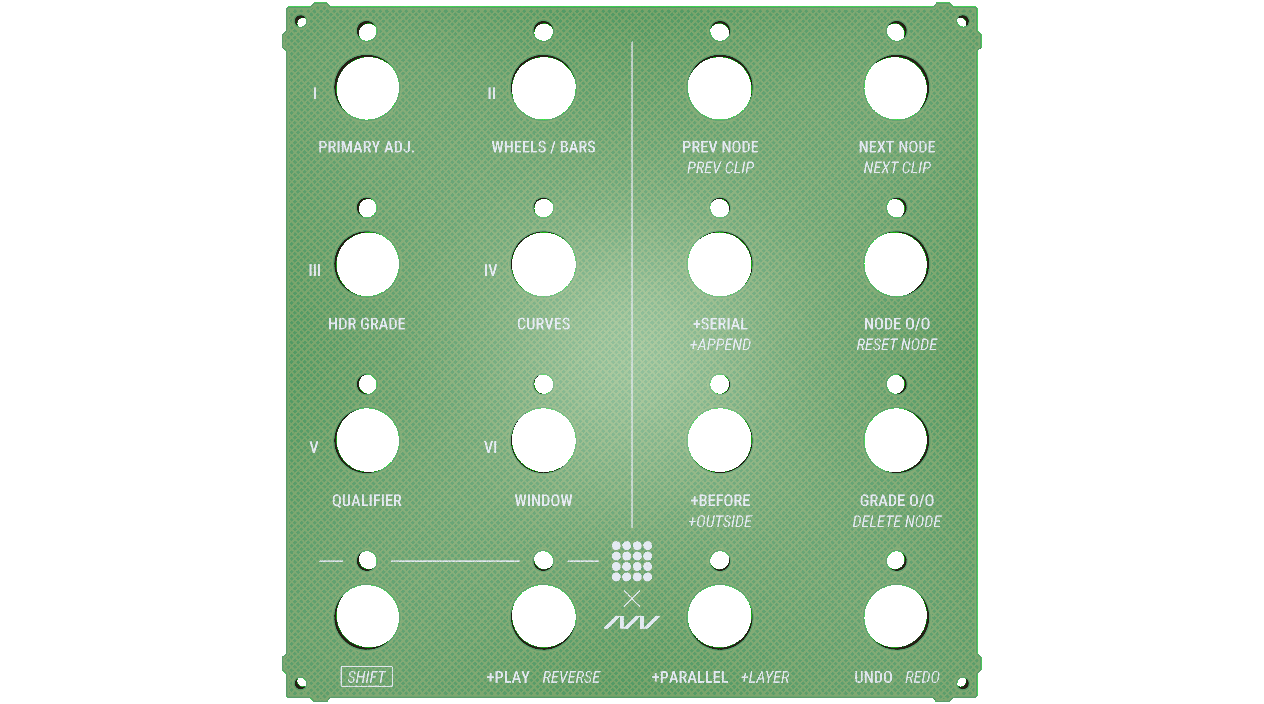 I
II
PRIMARY ADJ.
WHEELS / BARS
PREV NODE
NEXT NODE
PREV CLIP
NEXT CLIP
III
IV
HDR GRADE
CURVES
+SERIAL
NODE O/O
+APPEND
RESET NODE
V
VI
QUALIFIER
WINDOW
+BEFORE
GRADE O/O
+OUTSIDE
DELETE NODE
SHIFT
+PLAY REVERSE
+PARALLEL +LAYER
UNDO REDO